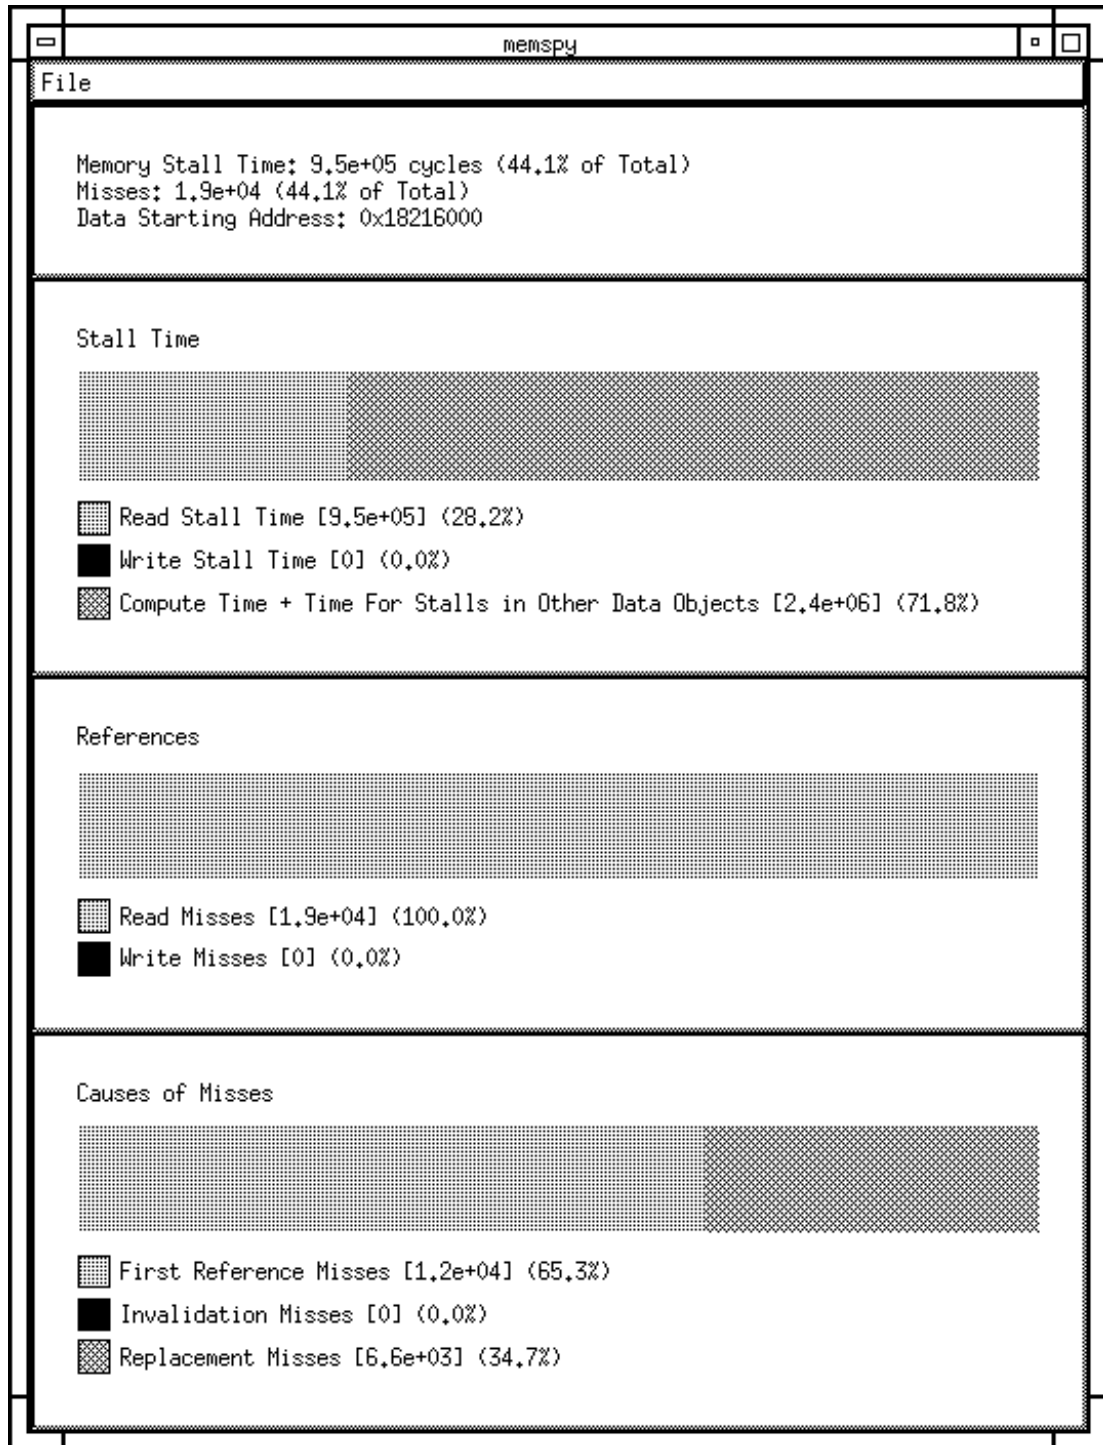 memspy
File
Memory Stall Time: 9.5e+05 cycles (44.1% of Total)
Misses: 1.9e+04 (44.1% of Total)
Data Starting Address: 0x18216000
Stall Time
Read Stall Time [9.5e+05] (28.2%)
Write Stall Time [0] (0.0%)
Compute Time + Time For Stalls in Other Data Objects [2.4e+06] (71.8%)
References
Read Misses [1.9e+04] (100.0%)
Write Misses [0] (0.0%)
Causes of Misses
First Reference Misses [1.2e+04] (65.3%)
Invalidation Misses [0] (0.0%)
Replacement Misses [6.6e+03] (34.7%)